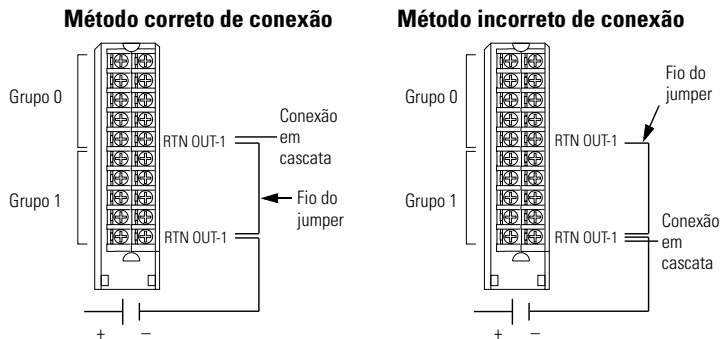 Método correto de conexão
Grupo 0
RTN OUT-1
Conexão
em
cascata
Grupo 1
Fio do
jumper
RTN OUT-1
+ –
Método incorreto de conexão
Fio do
jumper
Grupo 0
RTN OUT-1
Grupo 1
RTN OUT-1
Conexão
em
cascata
+ –